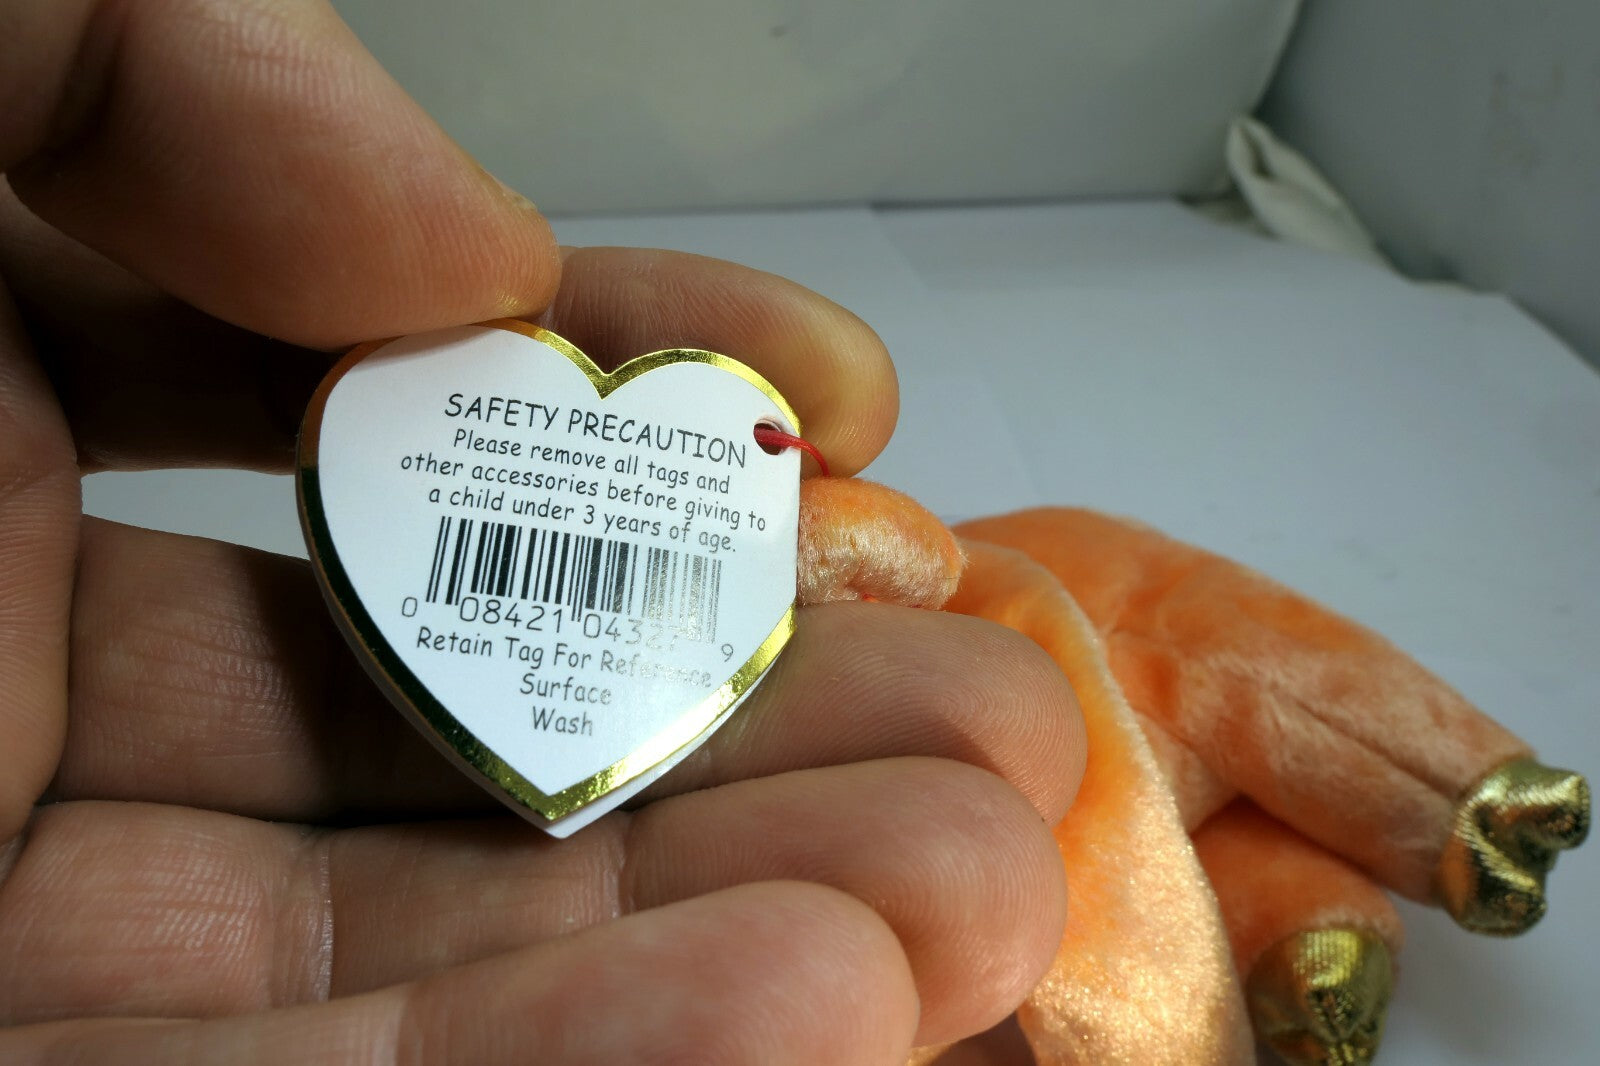 SAFETY PRECAUTION
Please remove all tags and
other accessories before giving to
a child under 3 years of age.
0 08421 04327 9
Retain Tag For Reference
Surface
Wash